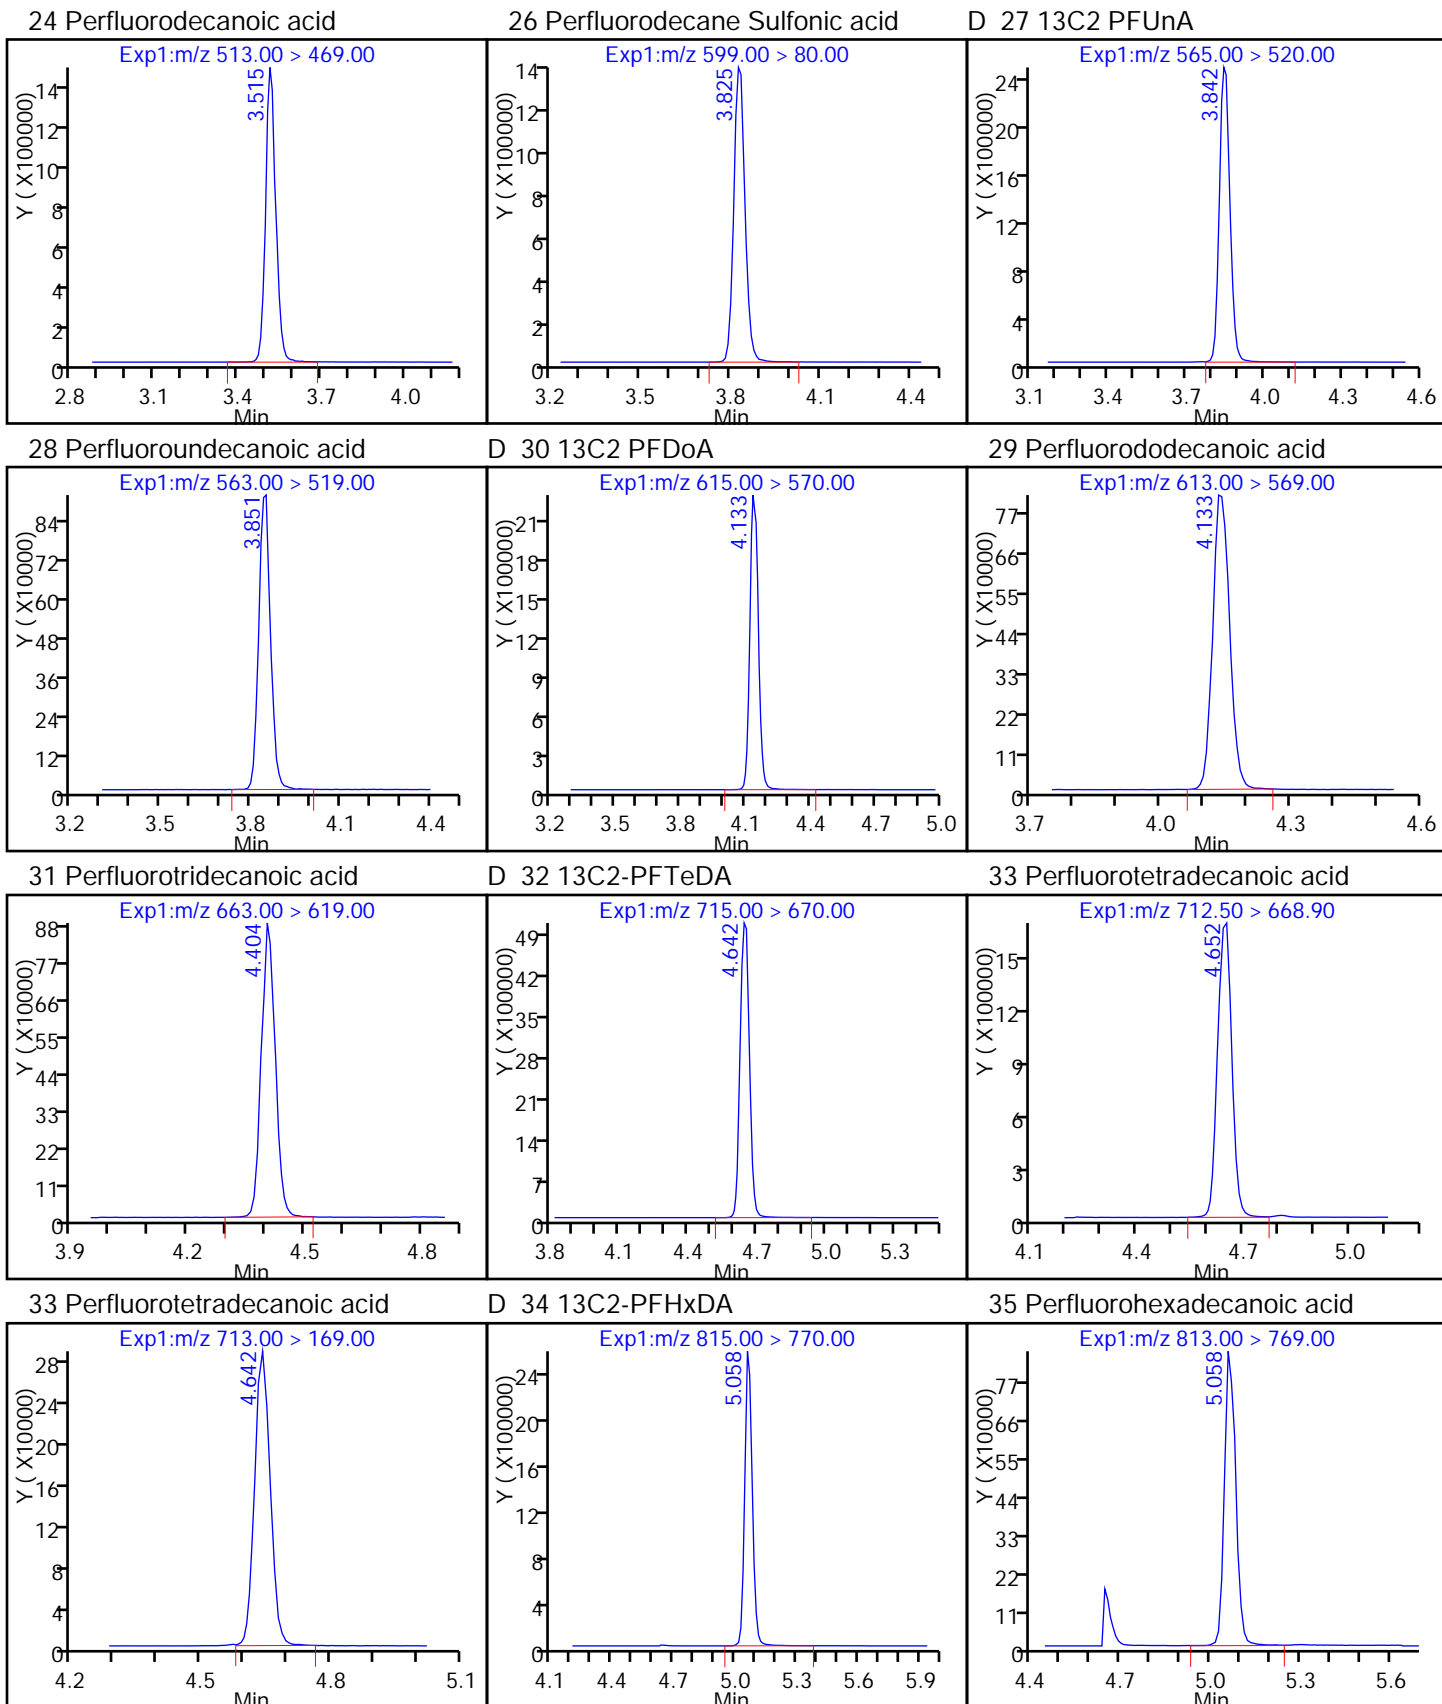 24 Perfluorodecanoic acid
Exp1:m/z 513.00 > 469.00
3.515
Y ( X100000)
14
12
10
8
6
4
2
0
2.8 3.1 3.4 3.7 4.0
Min
26 Perfluorodecane Sulfonic acid
Exp1:m/z 599.00 > 80.00
3.825
Y ( X100000)
14
12
10
8
6
4
2
0
3.2 3.5 3.8 4.1 4.4
Min
D 27 13C2 PFUnA
Exp1:m/z 565.00 > 520.00
3.842
Y ( X100000)
24
20
16
12
8
4
0
3.1 3.4 3.7 4.0 4.3 4.6
Min
28 Perfluoroundecanoic acid
Exp1:m/z 563.00 > 519.00
3.851
Y ( X10000)
84
72
60
48
36
24
12
0
3.2 3.5 3.8 4.1 4.4
Min
D 30 13C2 PFDoA
Exp1:m/z 615.00 > 570.00
4.133
Y ( X100000)
21
18
15
12
9
6
3
0
3.2 3.5 3.8 4.1 4.4 4.7 5.0
Min
29 Perfluorododecanoic acid
Exp1:m/z 613.00 > 569.00
4.133
Y ( X10000)
77
66
55
44
33
22
11
0
3.7 4.0 4.3 4.6
Min
31 Perfluorotridecanoic acid
Exp1:m/z 663.00 > 619.00
4.404
Y ( X10000)
88
77
66
55
44
33
22
11
0
3.9 4.2 4.5 4.8
Min
D 32 13C2-PFTeDA
Exp1:m/z 715.00 > 670.00
4.642
Y ( X100000)
49
42
35
28
21
14
7
0
3.8 4.1 4.4 4.7 5.0 5.3
Min
33 Perfluorotetradecanoic acid
Exp1:m/z 712.50 > 668.90
4.652
Y ( X100000)
15
12
9
6
3
0
4.1 4.4 4.7 5.0
Min
33 Perfluorotetradecanoic acid
Exp1:m/z 713.00 > 169.00
4.642
Y ( X10000)
28
24
20
16
12
8
4
0
4.2 4.5 4.8 5.1
Min
D 34 13C2-PFHxDA
Exp1:m/z 815.00 > 770.00
5.058
Y ( X100000)
24
20
16
12
8
4
0
4.1 4.4 4.7 5.0 5.3 5.6 5.9
Min
35 Perfluorohexadecanoic acid
Exp1:m/z 813.00 > 769.00
5.058
Y ( X10000)
77
66
55
44
33
22
11
0
4.4 4.7 5.0 5.3 5.6
Min